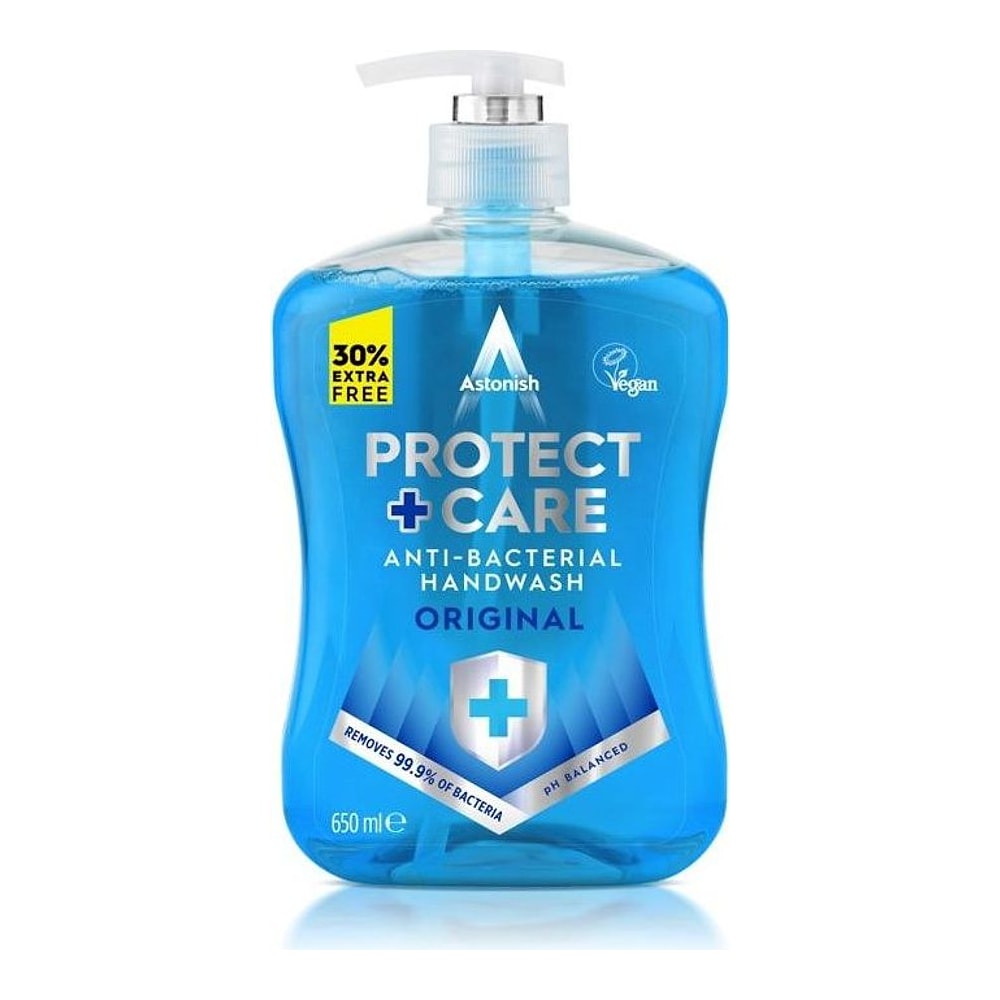 30%
EXTRA
FREE
Astonish
Vegan
PROTECT
+ CARE
ANTI-BACTERIAL
HANDWASH
ORIGINAL
REMOVES 99.9% OF BACTERIA
pH BALANCED
650 ml ℮